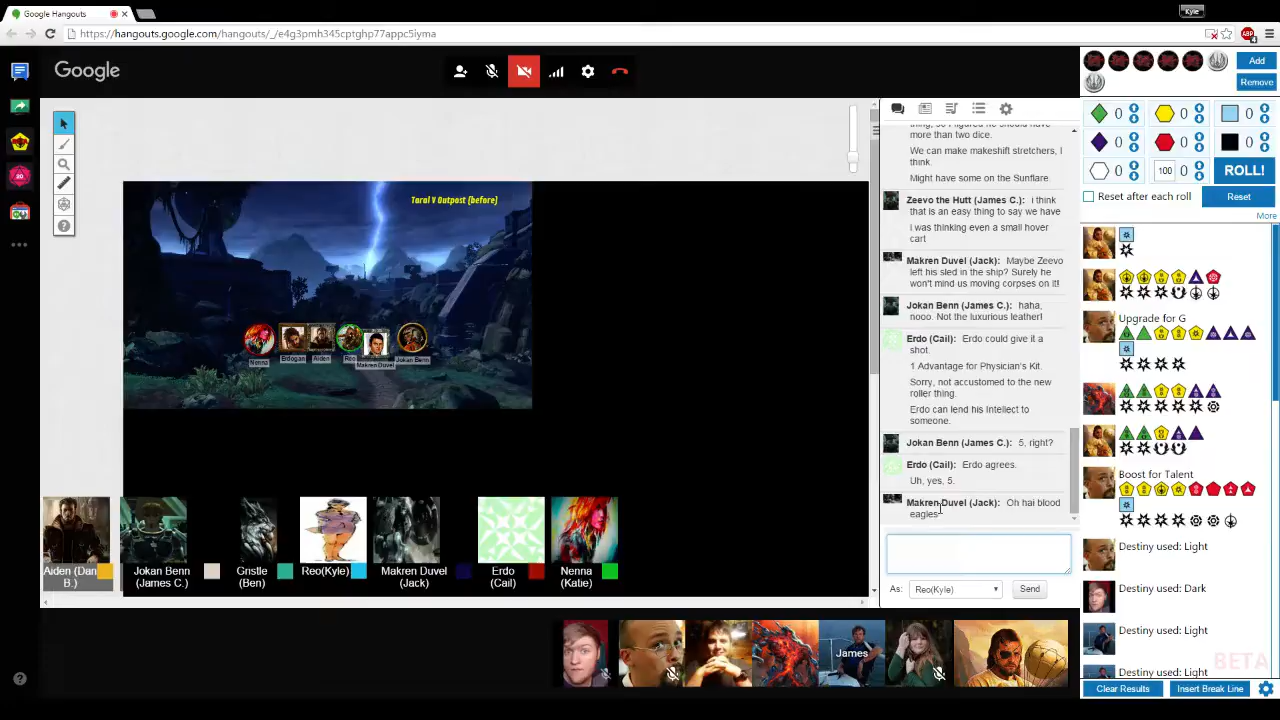 Google Hangouts
Kyle
https://hangouts.google.com/hangouts/_/e4g3pmh345cptghp77appc5iyma
Google
Taral V Outpost (before)
Nenna
Erdogan
Aiden
Reo
Makren Duvel
Jokan Benn
Aiden (Dan B.)
Jokan Benn (James C.)
Gristle (Ben)
Reo(Kyle)
Makren Duvel (Jack)
Erdo (Cail)
Nenna (Katie)
thing, so I figured he should have
more than two dice.
We can make makeshift stretchers, I
think.
Might have some on the Sunflare.
Zeevo the Hutt (James C.): i think
that is an easy thing to say we have
I was thinking even a small hover
cart
Makren Duvel (Jack): Maybe Zeevo
left his sled in the ship? Surely he
won't mind us moving corpses on it!
Jokan Benn (James C.): haha,
nooo. Not the luxurious leather!
Erdo (Cail): Erdo could give it a
shot.
1 Advantage for Physician's Kit.
Sorry, not accustomed to the new
roller thing.
Erdo can lend his Intellect to
someone.
Jokan Benn (James C.): 5, right?
Erdo (Cail): Erdo agrees.
Uh, yes, 5.
Makren Duvel (Jack): Oh hai blood
eagles
As: Reo(Kyle) Send
James
Add
Remove
0 0 0
0 0 0
0 100 ROLL!
Reset after each roll Reset
More
Upgrade for G
Boost for Talent
Destiny used: Light
Destiny used: Dark
Destiny used: Light
Destiny used: Light
BETA
Clear Results Insert Break Line